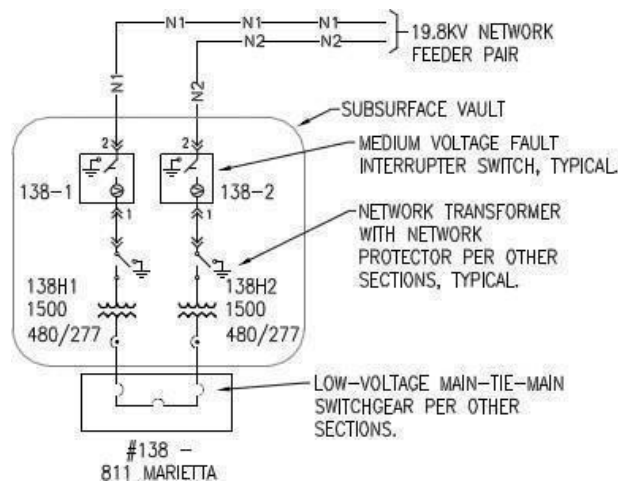 N1 N1 N1
N2 N2
19.8KV NETWORK
FEEDER PAIR
N1
N2
SUBSURFACE VAULT
2
2
MEDIUM VOLTAGE FAULT
INTERRUPTER SWITCH, TYPICAL.
138-1
138-2
1
1
NETWORK TRANSFORMER
WITH NETWORK
PROTECTOR PER OTHER
SECTIONS, TYPICAL.
138H1
1500
480/277
138H2
1500
480/277
LOW-VOLTAGE MAIN-TIE-MAIN
SWITCHGEAR PER OTHER
SECTIONS.
#138 -
811 MARIETTA